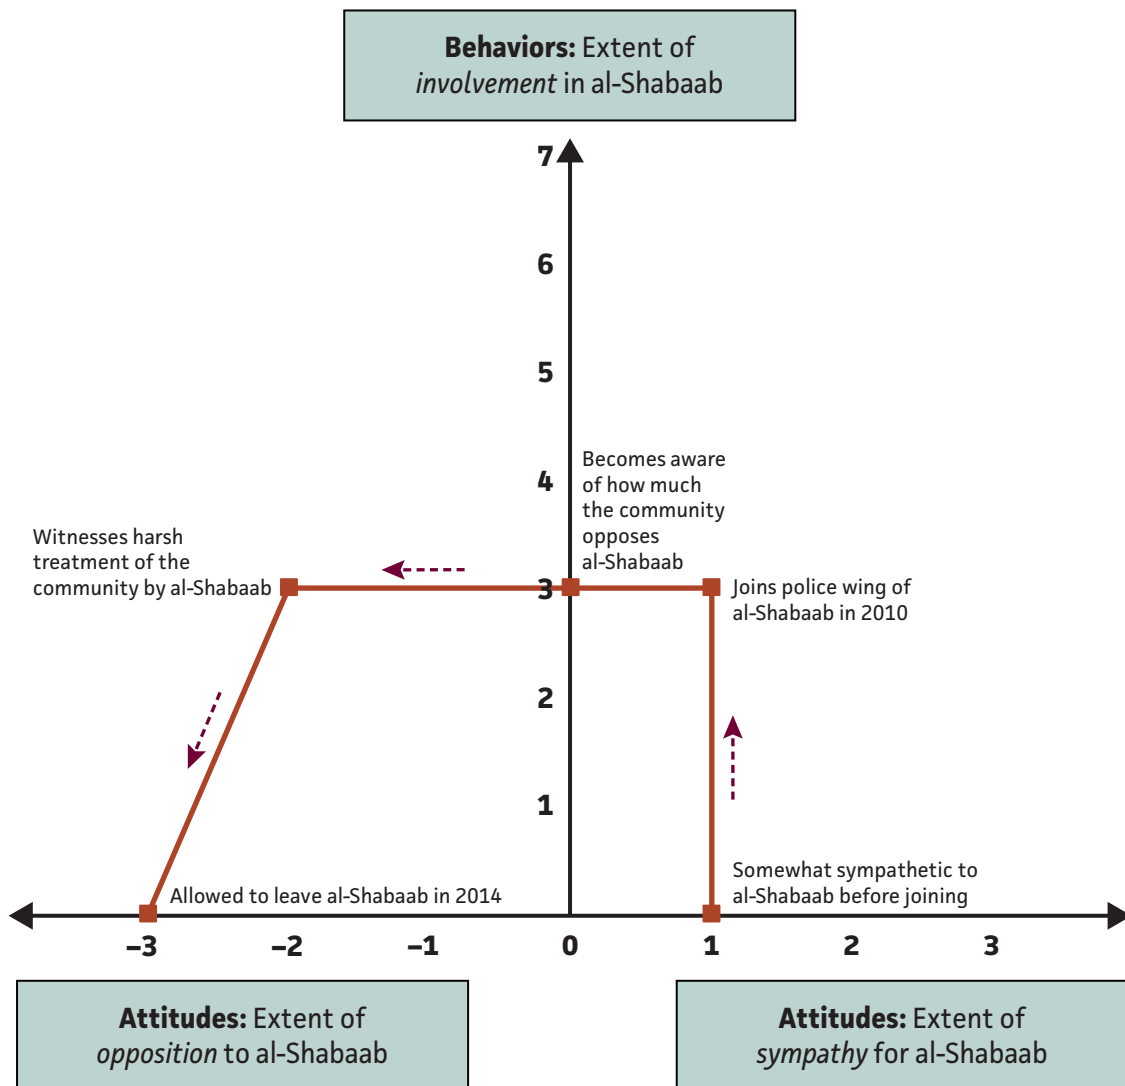 Behaviors: Extent of
involvement in al-Shabaab
7
6
5
4
3
2
1
Becomes aware
of how much
the community
opposes
al-Shabaab
Witnesses harsh
treatment of the
community by al-Shabaab
Joins police wing of
al-Shabaab in 2010
Allowed to leave al-Shabaab in 2014
Somewhat sympathetic to
al-Shabaab before joining
–3 –2 –1 0 1 2 3
Attitudes: Extent of
opposition to al-Shabaab
Attitudes: Extent of
sympathy for al-Shabaab